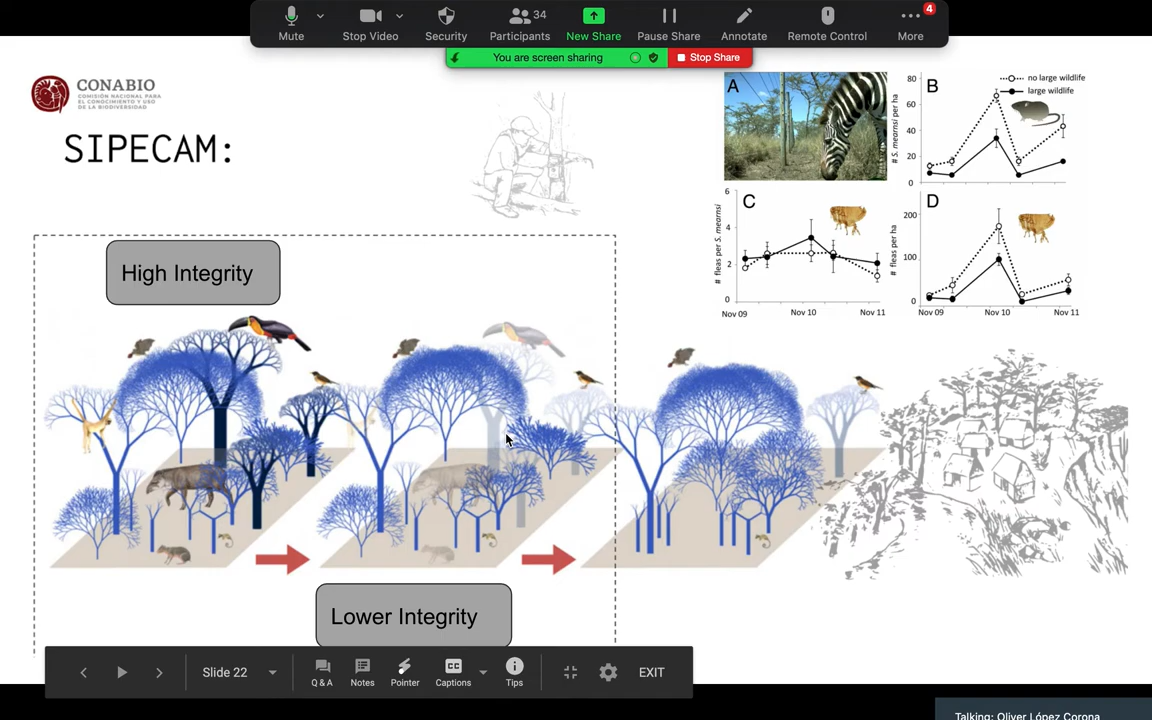 34
4
Mute
Stop Video
Security
Participants
New Share
Pause Share
Annotate
Remote Control
More
You are screen sharing
Stop Share
CONABIO
COMISIÓN NACIONAL PARA
EL CONOCIMIENTO Y USO
DE LA BIODIVERSIDAD
SIPECAM:
A
B
no large wildlife
large wildlife
# S. mearnsi per ha
80
60
40
20
0
C
# fleas per S. mearnsi
6
4
2
0
Nov 09
Nov 10
Nov 11
D
# fleas per ha
200
100
0
Nov 09
Nov 10
Nov 11
High Integrity
Lower Integrity
Slide 22
Q & A
Notes
Pointer
CC
Captions
Tips
EXIT
Talking: Oliver López Corona